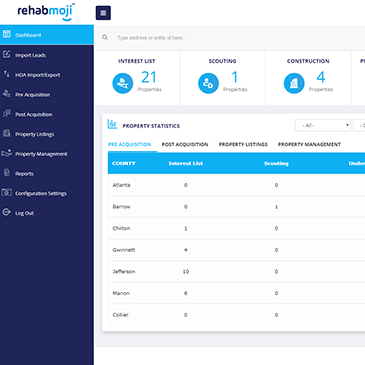 rehabmoji
Dashboard
Import Leads
HOA Import/Export
Pre Acquisition
Post Acquisition
Property Listings
Property Management
Reports
Configuration Settings
Log Out
Type address or entity id here...
INTEREST LIST SCOUTING CONSTRUCTION
21 1 4
Properties Properties Properties
PROPERTY STATISTICS --All--
PRE ACQUISITION POST ACQUISITION PROPERTY LISTINGS PROPERTY MANAGEMENT
COUNTY Interest List Scouting Under
Atlanta 0 0
Barrow 0 1
Chilton 1 0
Gwinnett 4 0
Jefferson 10 0
Marion 6 0
Collier 0 0